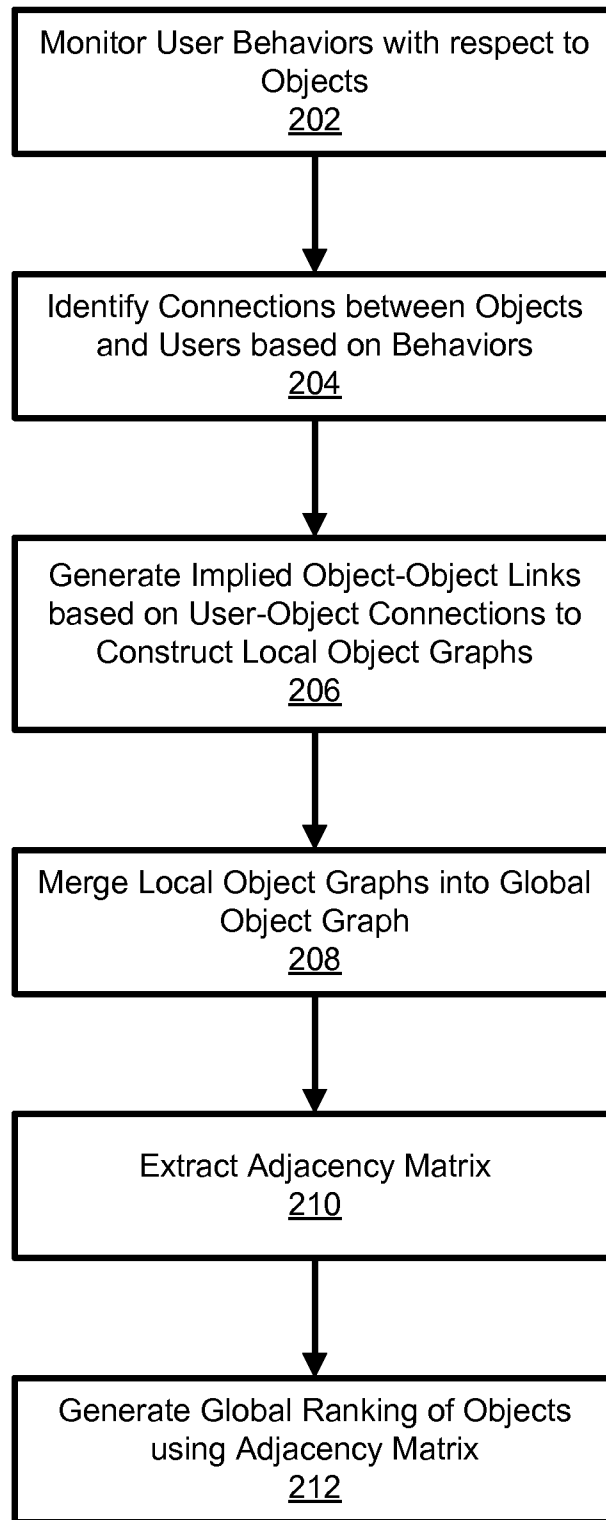 Monitor User Behaviors with respect to
Objects
202
Identify Connections between Objects
and Users based on Behaviors
204
Generate Implied Object-Object Links
based on User-Object Connections to
Construct Local Object Graphs
206
Merge Local Object Graphs into Global
Object Graph
208
Extract Adjacency Matrix
210
Generate Global Ranking of Objects
using Adjacency Matrix
212